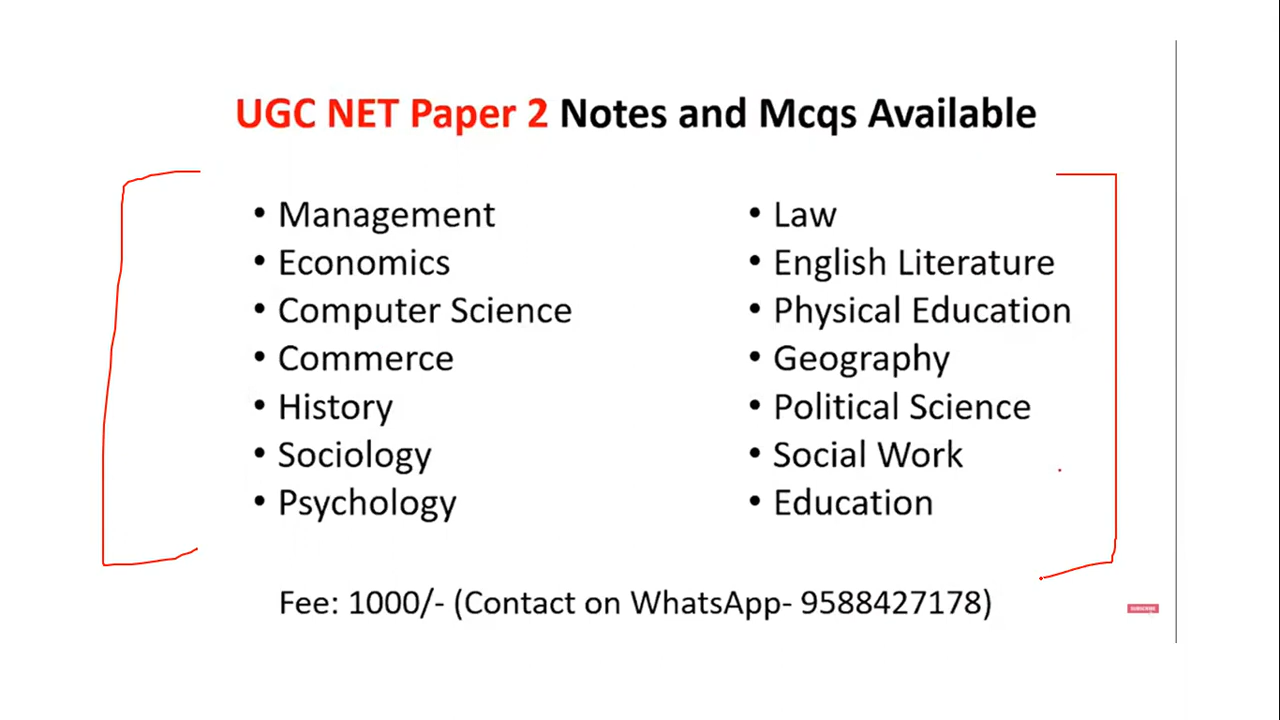 UGC NET Paper 2 Notes and Mcqs Available
• Management
• Economics
• Computer Science
• Commerce
• History
• Sociology
• Psychology
• Law
• English Literature
• Physical Education
• Geography
• Political Science
• Social Work
• Education
Fee: 1000/- (Contact on WhatsApp- 9588427178)
SUBSCRIBE